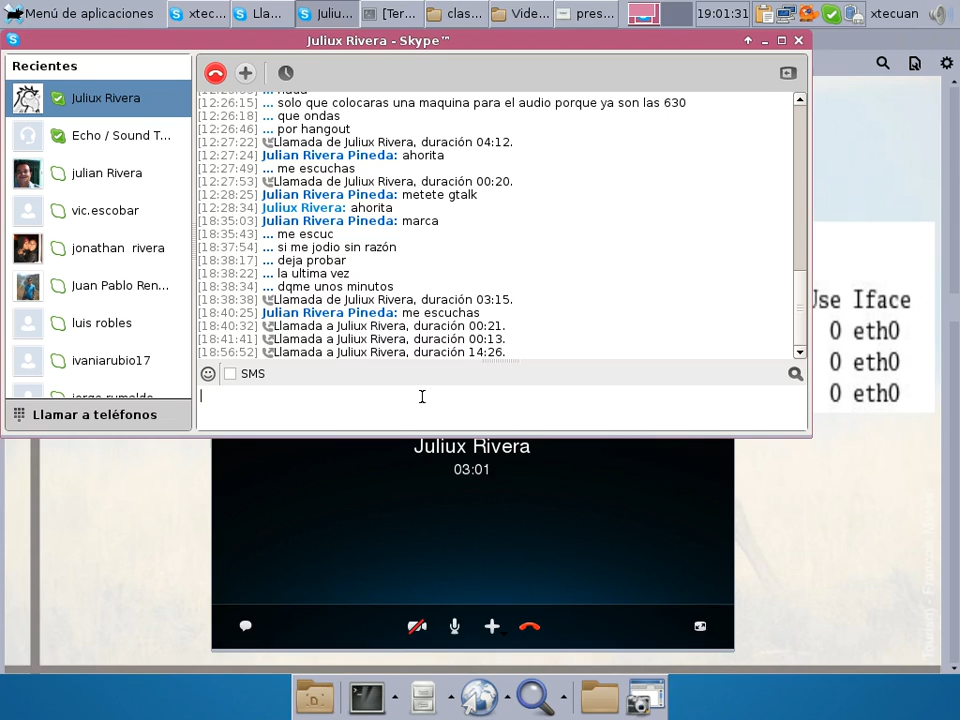 Menú de aplicaciones
xtec...
Lla...
Juliu...
[Ter...
clas...
Vide...
pres...
19:01:31
xtecuan
Juliux Rivera - Skype™
Recientes
Juliux Rivera
Echo / Sound T...
julian Rivera
vic.escobar
jonathan rivera
Juan Pablo Ren...
luis robles
ivaniarubio17
Llamar a teléfonos
[12:26:15] ... solo que colocaras una maquina para el audio porque ya son las 630
[12:26:18] ... que ondas
[12:26:46] ... por hangout
[12:27:22] Llamada de Juliux Rivera, duración 04:12.
[12:27:24] Julian Rivera Pineda: ahorita
[12:27:49] ... me escuchas
[12:27:53] Llamada de Juliux Rivera, duración 00:20.
[12:28:25] Julian Rivera Pineda: metete gtalk
[12:28:34] Juliux Rivera: ahorita
[18:35:03] Julian Rivera Pineda: marca
[18:35:43] ... me escuc
[18:37:54] ... si me jodio sin razón
[18:38:17] ... deja probar
[18:38:22] ... la ultima vez
[18:38:34] ... dqme unos minutos
[18:38:38] Llamada de Juliux Rivera, duración 03:15.
[18:40:25] Julian Rivera Pineda: me escuchas
[18:40:32] Llamada a Juliux Rivera, duración 00:21.
[18:41:41] Llamada a Juliux Rivera, duración 00:13.
[18:56:52] Llamada a Juliux Rivera, duración 14:26.
SMS
Use Iface
0 eth0
0 eth0
0 eth0
Juliux Rivera
03:01